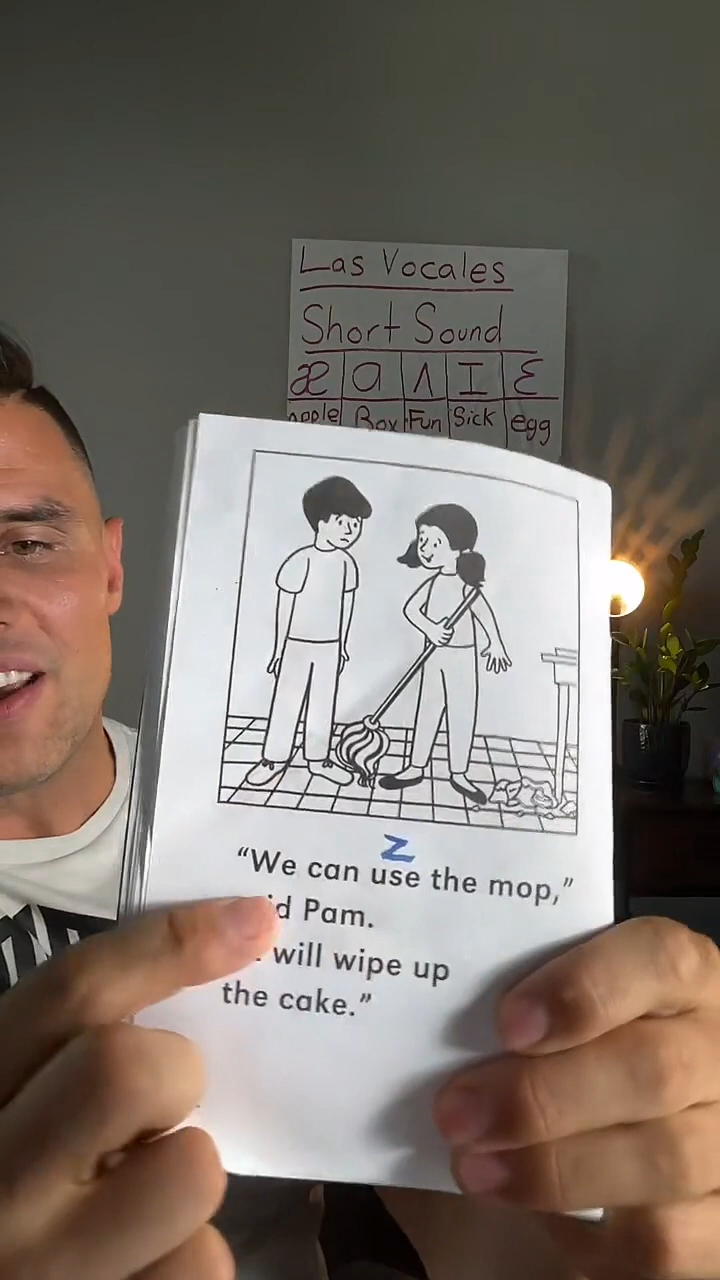 Las Vocales
Short Sound
æ a ʌ I ɛ
apple Box Fun Sick egg
Z
“We can use the mop,”
Pam.
will wipe up
the cake.”